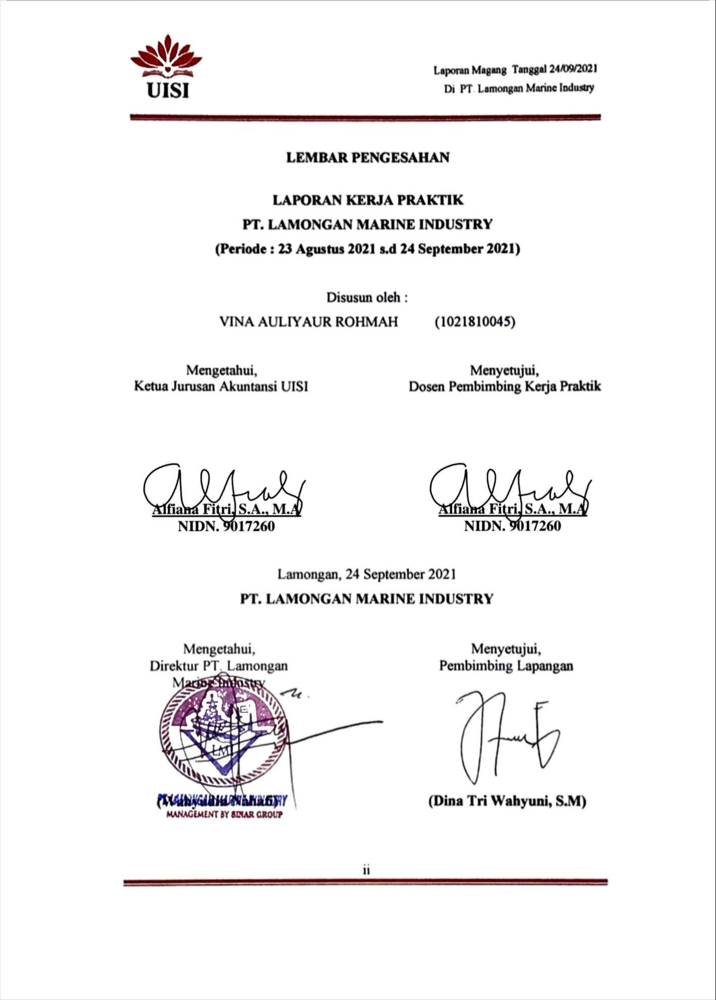 UISI
Laporan Magang Tanggal 24/09/2021
Di PT. Lamongan Marine Industry
LEMBAR PENGESAHAN
LAPORAN KERJA PRAKTIK
PT. LAMONGAN MARINE INDUSTRY
(Periode : 23 Agustus 2021 s.d 24 September 2021)
Disusun oleh :
VINA AULIYAUR ROHMAH (1021810045)
Mengetahui,
Ketua Jurusan Akuntansi UISI
Menyetujui,
Dosen Pembimbing Kerja Praktik
Alfiana Fitri, S.A., M.A
NIDN. 9017260
Alfiana Fitri, S.A., M.A
NIDN. 9017260
Lamongan, 24 September 2021
PT. LAMONGAN MARINE INDUSTRY
Mengetahui,
Direktur PT. Lamongan
Marine Industry
LMI
PT. LAMONGAN MARINE INDUSTRY
MANAGEMENT BY SINAR GROUP
Menyetujui,
Pembimbing Lapangan
(Dina Tri Wahyuni, S.M)
ii